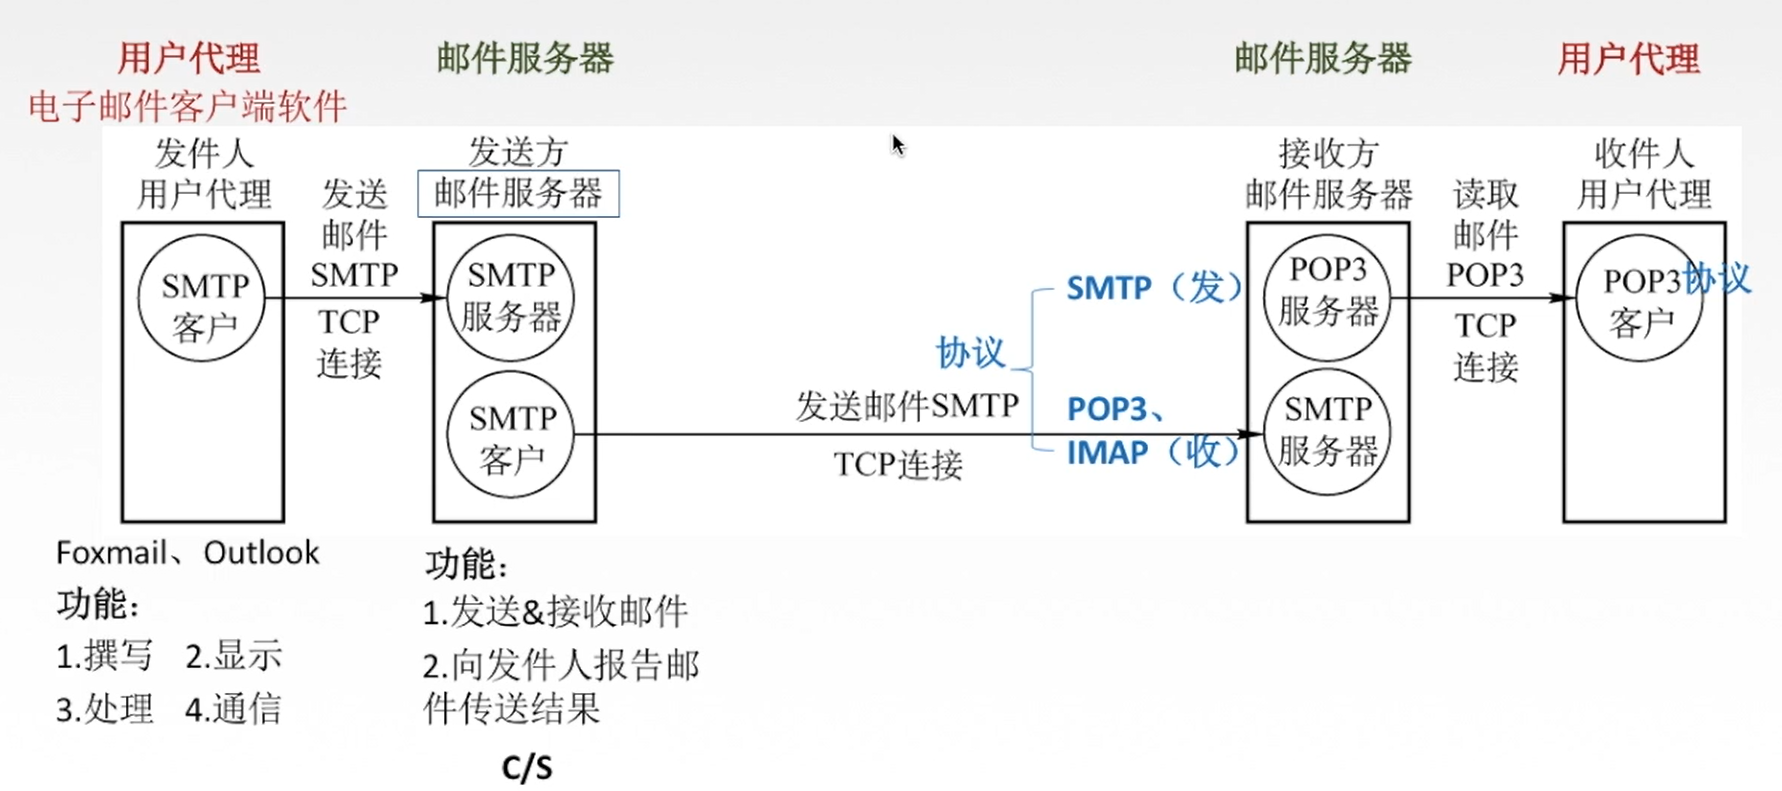 用户代理
电子邮件客户端软件
邮件服务器
邮件服务器
用户代理
发件人
用户代理
发送
邮件
SMTP
TCP
连接
发送方
邮件服务器
SMTP
客户
SMTP
服务器
SMTP
客户
发送邮件SMTP
TCP连接
协议
SMTP（发）
POP3、
IMAP（收）
接收方
邮件服务器
POP3
服务器
SMTP
服务器
读取
邮件
POP3
TCP
连接
收件人
用户代理
POP3
客户
协议
Foxmail、Outlook
功能：
1.撰写 2.显示
3.处理 4.通信
功能：
1.发送&接收邮件
2.向发件人报告邮
件传送结果
C/S